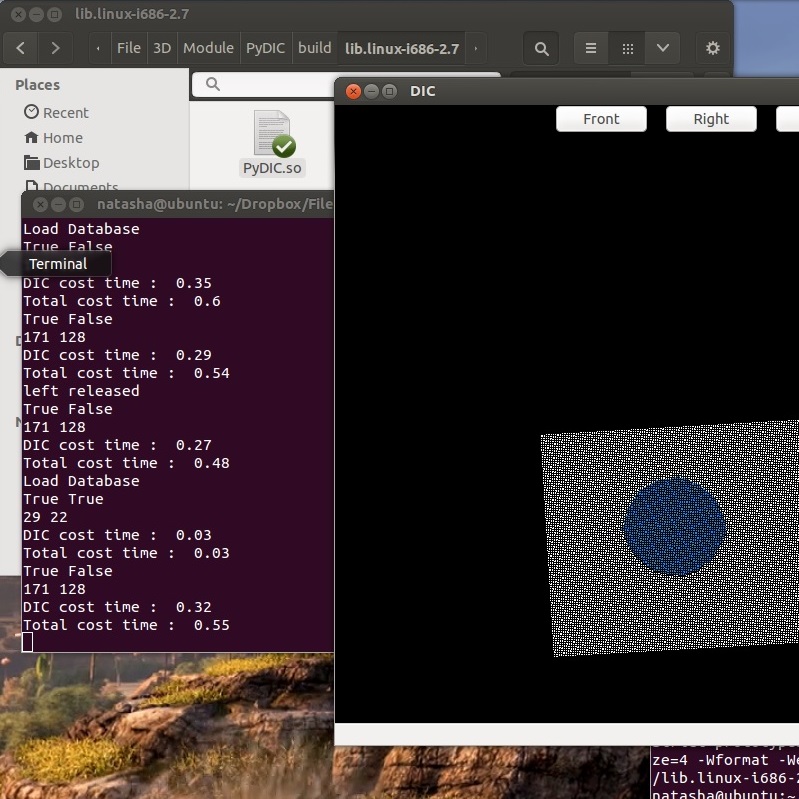 lib.linux-i686-2.7
File 3D Module PyDIC build lib.linux-i686-2.7
Places
Recent
Home
Desktop
Documents
PyDIC.so
DIC
Front Right
natasha@ubuntu: ~/Dropbox/File
Load Database
True False
Terminal
DIC cost time :  0.35
Total cost time :  0.6
True False
171 128
DIC cost time :  0.29
Total cost time :  0.54
left released
True False
171 128
DIC cost time :  0.27
Total cost time :  0.48
Load Database
True True
29 22
DIC cost time :  0.03
Total cost time :  0.03
True False
171 128
DIC cost time :  0.32
Total cost time :  0.55
ze=4 -Wformat -We
/lib.linux-i686-2
natasha@ubuntu:~